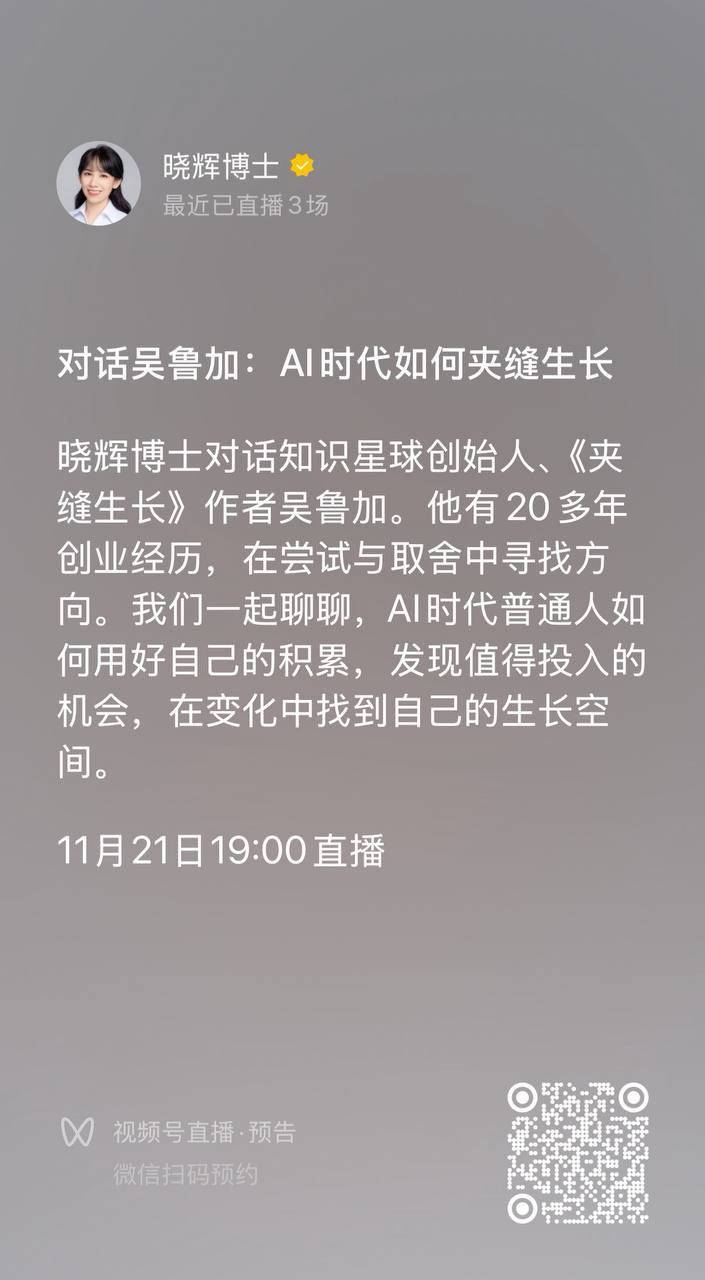 晓辉博士
最近已直播3场
对话吴鲁加：AI时代如何夹缝生长
晓辉博士对话知识星球创始人、《夹
缝生长》作者吴鲁加。他有20多年
创业经历，在尝试与取舍中寻找方
向。我们一起聊聊，AI时代普通人如
何用好自己的积累，发现值得投入的
机会，在变化中找到自己的生长空
间。
11月21日19:00直播
视频号直播·预告
微信扫码预约